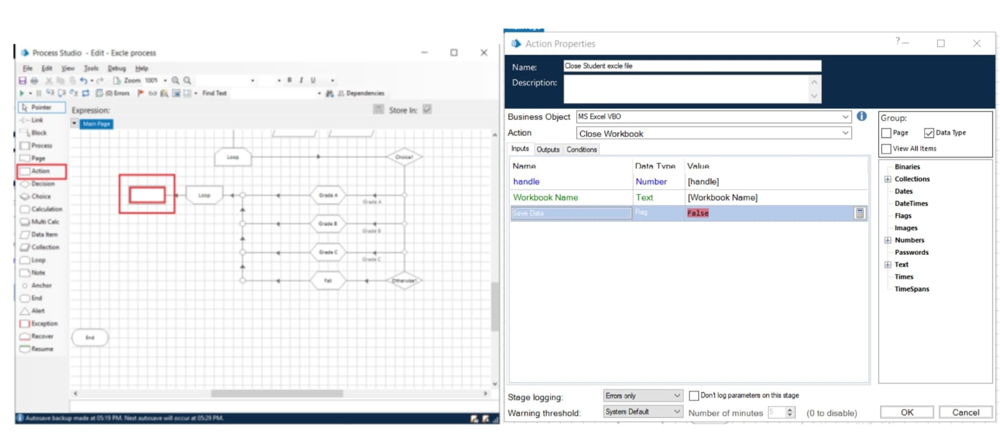 Process Studio - Edit - Excle process
File Edit View Tools Debug Help
Zoom 100% B I U
(0) Errors Find Text Dependencies
Pointer
Link
Block
Process
Page
Action
Decision
Choice
Calculation
Multi Calc
Data Item
Collection
Loop
Note
Anchor
End
Alert
Exception
Recover
Resume
Expression: Store In:
Main Page
Loop Choice1
Loop Grade A Grade A
Grade B Grade B
Grade C Grade C
Fail Otherwise1
End
Autosave backup made at 05:19 PM. Next autosave will occur at 05:29 PM.
Main Page
Action Properties ?
Name: Close Student excle file
Description:
Business Object MS Excel VBO
Action Close Workbook
Inputs Outputs Conditions
Name Data Type Value
handle Number [handle]
Workbook Name Text [Workbook Name]
Save Data Flag False
Group:
Page Data Type
View All Items
Binaries
Collections
Dates
DateTimes
Flags
Images
Numbers
Passwords
Text
Times
TimeSpans
Stage logging: Errors only Don't log parameters on this stage
Warning threshold: System Default Number of minutes 5 (0 to disable) OK Cancel